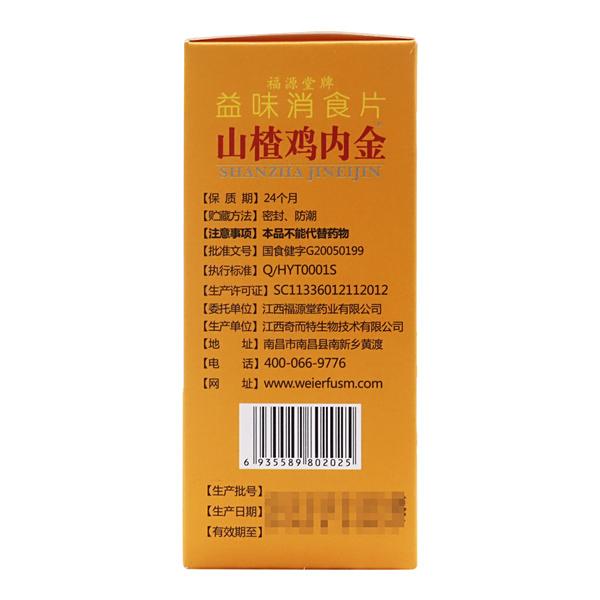 福源堂牌
益味消食片
山楂鸡内金
SHANZHA JINEIJIN
【保 质 期】24个月
【贮藏方法】密封、防潮
【注意事项】本品不能代替药物
【批准文号】国食健字G20050199
【执行标准】Q/HYT0001S
【生产许可证】SC11336012112012
【委托单位】江西福源堂药业有限公司
【生产单位】江西奇而特生物技术有限公司
【地 址】南昌市南昌县南新乡黄渡
【电 话】400-066-9776
【网 址】www.weierfusm.com
6 935589 802025
【生产批号】
【生产日期】
【有效期至】